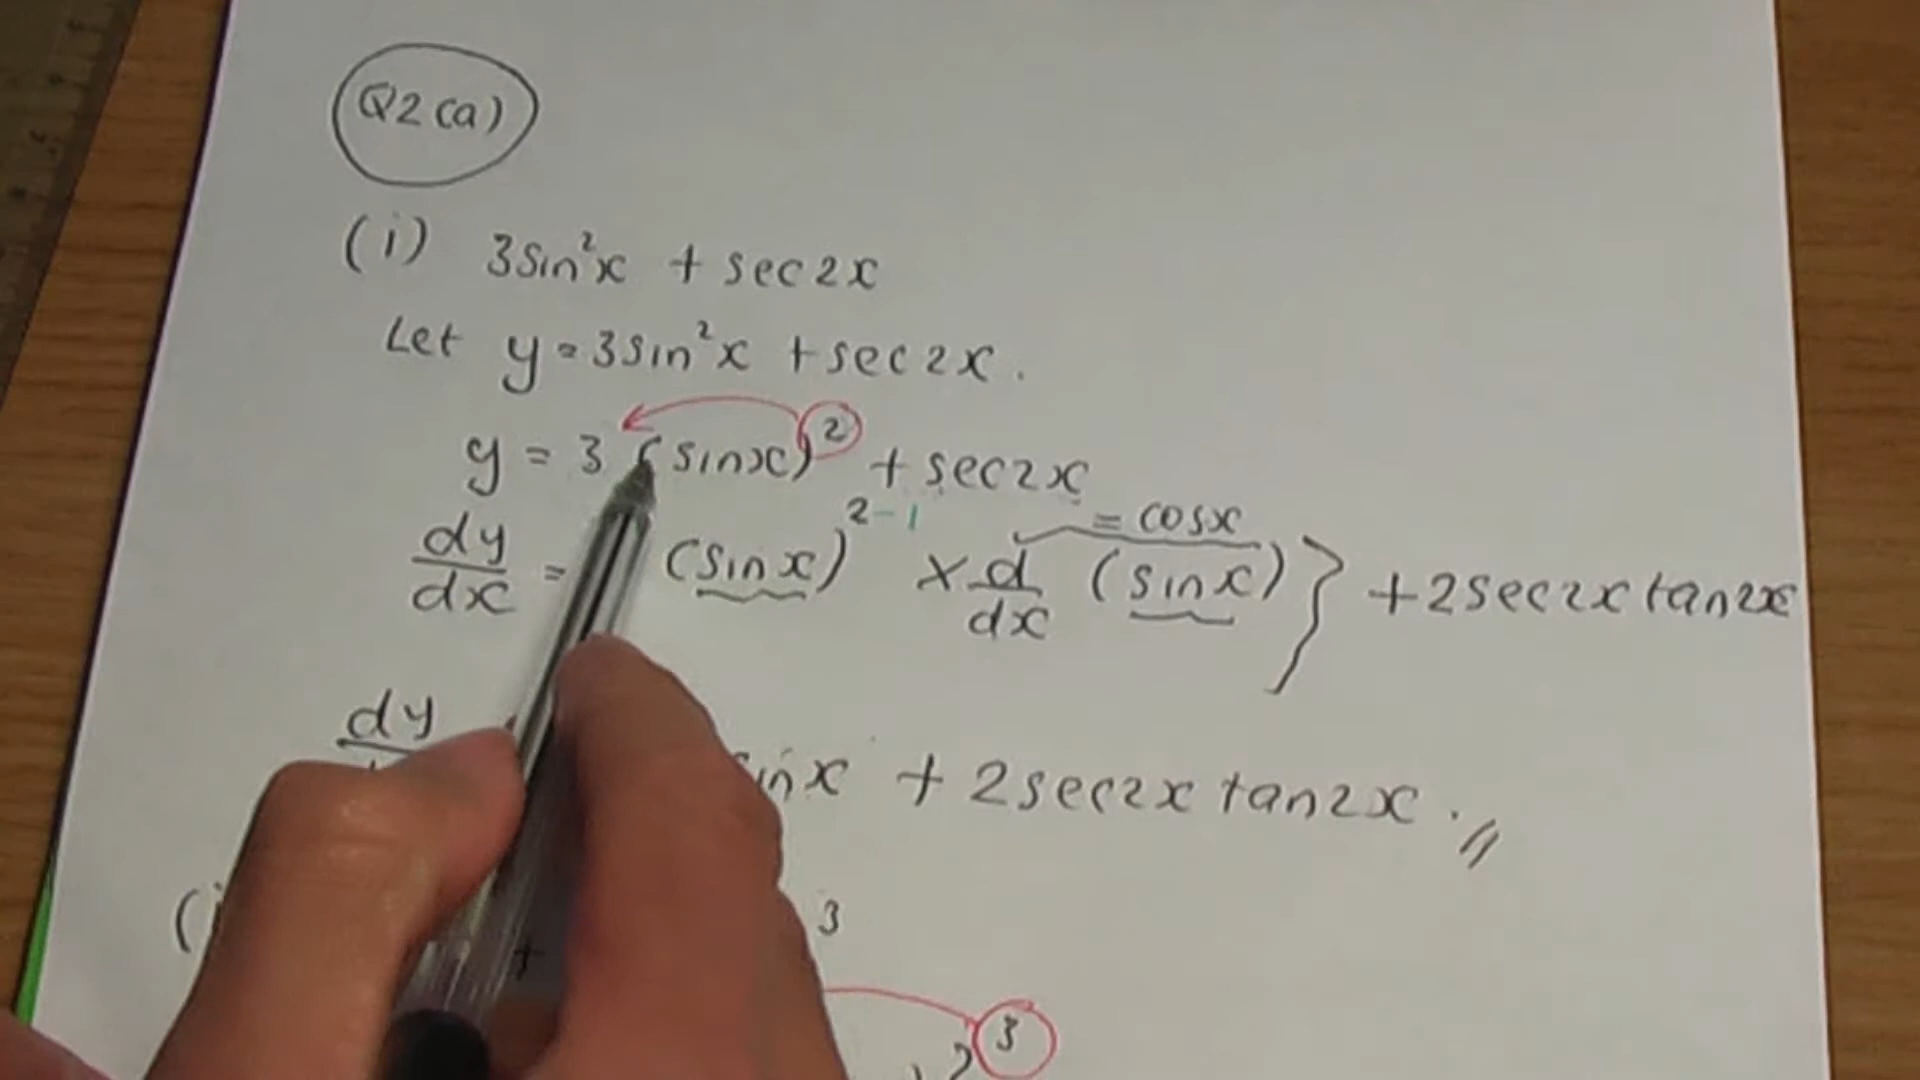 Q2(a)
(i) 3sin²x + sec2x
Let y = 3sin²x + sec2x.
y = 3 (sinx)² + sec2x
= cosx
dy/dx = (sinx)²⁻¹ × d/dx (sinx)} + 2sec2x tan2x
dy inx + 2sec2x tan2x .//
(i 3
+
3